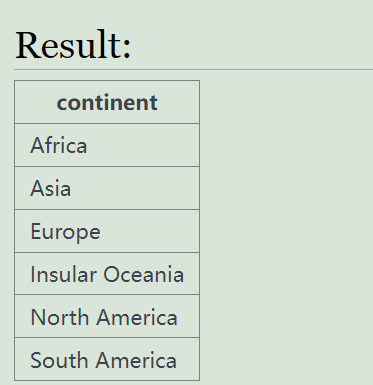 Result:
continent
Africa
Asia
Europe
Insular Oceania
North America
South America